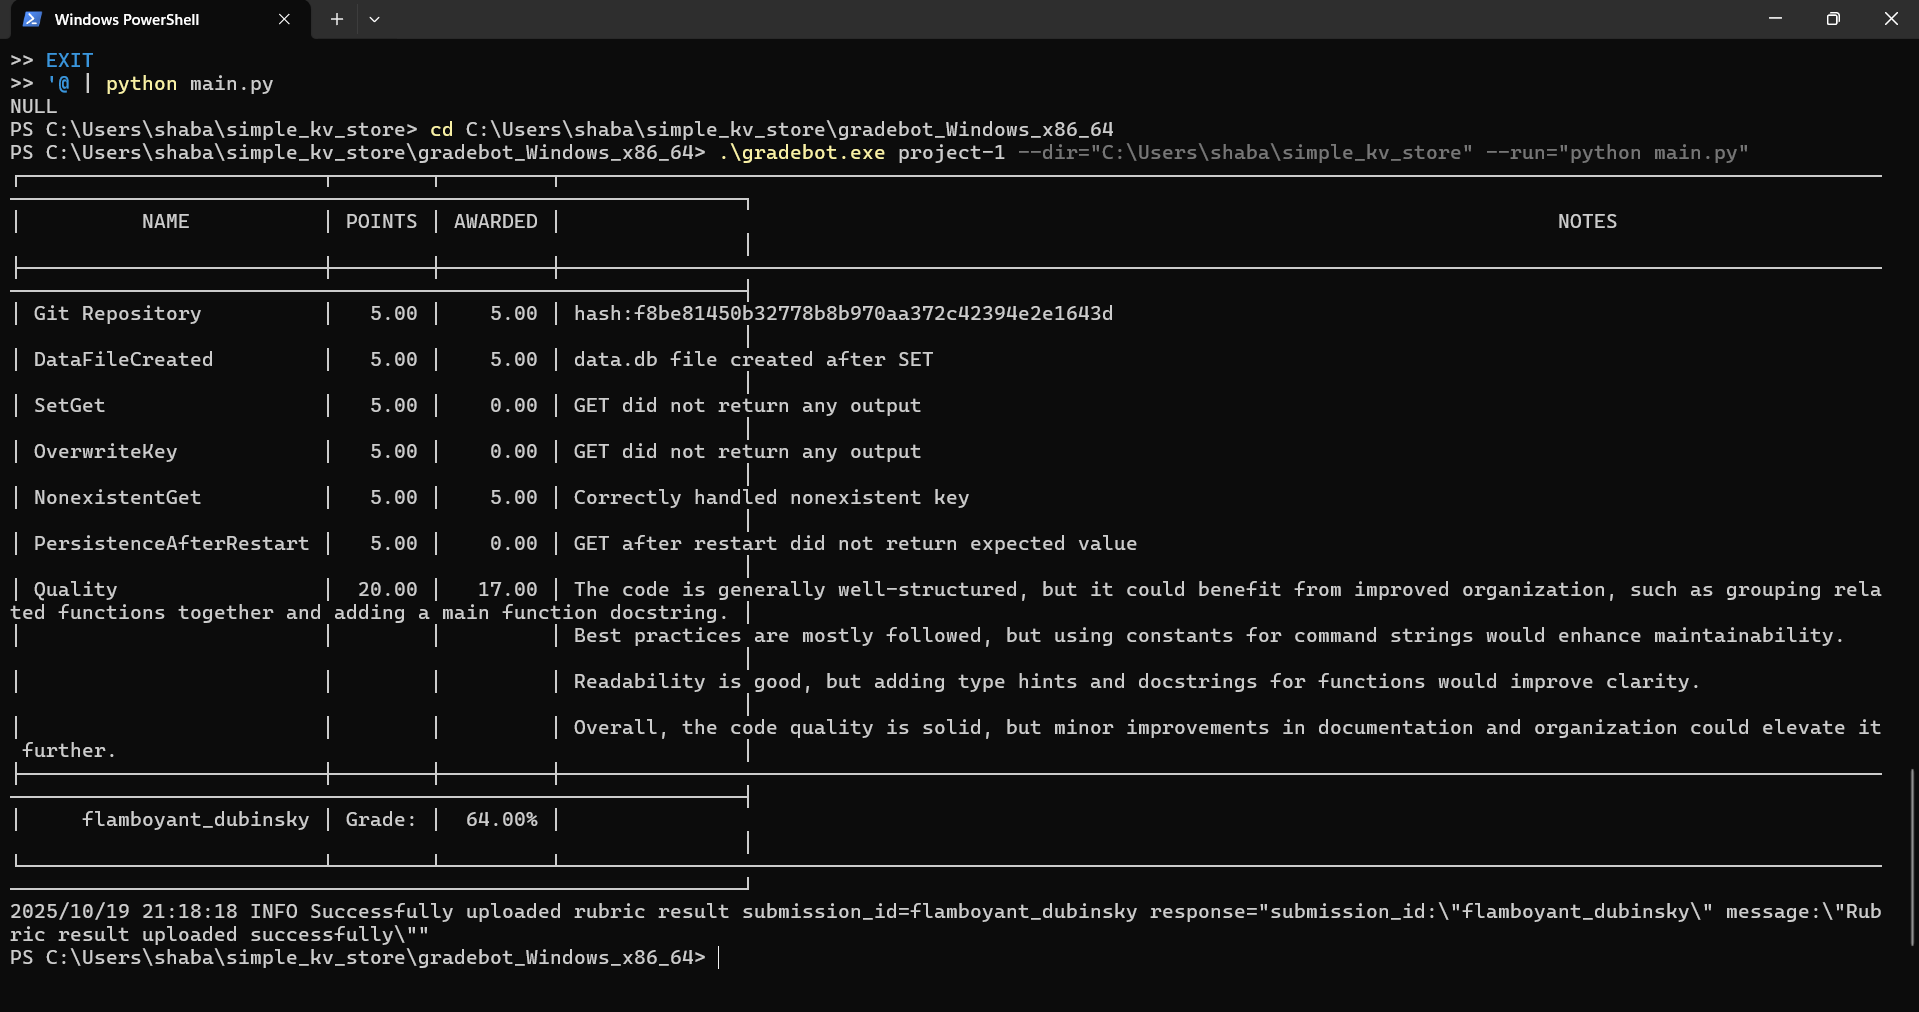 Windows PowerShell
>> EXIT
>> '@ | python main.py
NULL
PS C:\Users\shaba\simple_kv_store> cd C:\Users\shaba\simple_kv_store\gradebot_Windows_x86_64
PS C:\Users\shaba\simple_kv_store\gradebot_Windows_x86_64> .\gradebot.exe project-1 --dir="C:\Users\shaba\simple_kv_store" --run="python main.py"
NAME | POINTS | AWARDED | NOTES
Git Repository | 5.00 | 5.00 | hash:f8be81450b32778b8b970aa372c42394e2e1643d
DataFileCreated | 5.00 | 5.00 | data.db file created after SET
SetGet | 5.00 | 0.00 | GET did not return any output
OverwriteKey | 5.00 | 0.00 | GET did not return any output
NonexistentGet | 5.00 | 5.00 | Correctly handled nonexistent key
PersistenceAfterRestart | 5.00 | 0.00 | GET after restart did not return expected value
Quality | 20.00 | 17.00 | The code is generally well-structured, but it could benefit from improved organization, such as grouping rela
ted functions together and adding a main function docstring.
Best practices are mostly followed, but using constants for command strings would enhance maintainability.
Readability is good, but adding type hints and docstrings for functions would improve clarity.
Overall, the code quality is solid, but minor improvements in documentation and organization could elevate it
further.
flamboyant_dubinsky | Grade: | 64.00% |
2025/10/19 21:18:18 INFO Successfully uploaded rubric result submission_id=flamboyant_dubinsky response="submission_id:\"flamboyant_dubinsky\" message:\"Rub
ric result uploaded successfully\""
PS C:\Users\shaba\simple_kv_store\gradebot_Windows_x86_64>